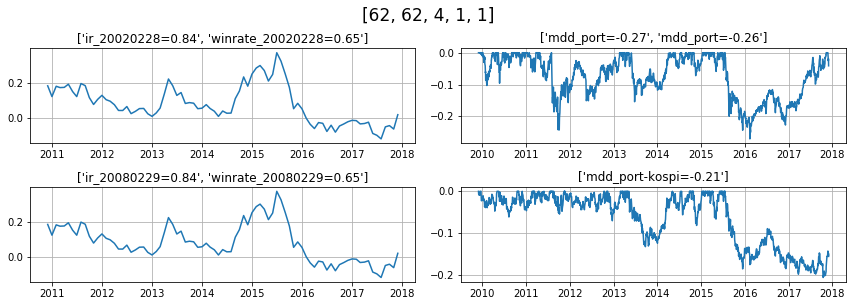 [62, 62, 4, 1, 1]
['ir_20020228=0.84', 'winrate_20020228=0.65']
0.2
0.0
2011 2012 2013 2014 2015 2016 2017 2018
['mdd_port=-0.27', 'mdd_port=-0.26']
0.0
−0.1
−0.2
2010 2011 2012 2013 2014 2015 2016 2017 2018
['ir_20080229=0.84', 'winrate_20080229=0.65']
0.2
0.0
2011 2012 2013 2014 2015 2016 2017 2018
['mdd_port-kospi=-0.21']
0.0
−0.1
−0.2
2010 2011 2012 2013 2014 2015 2016 2017 2018